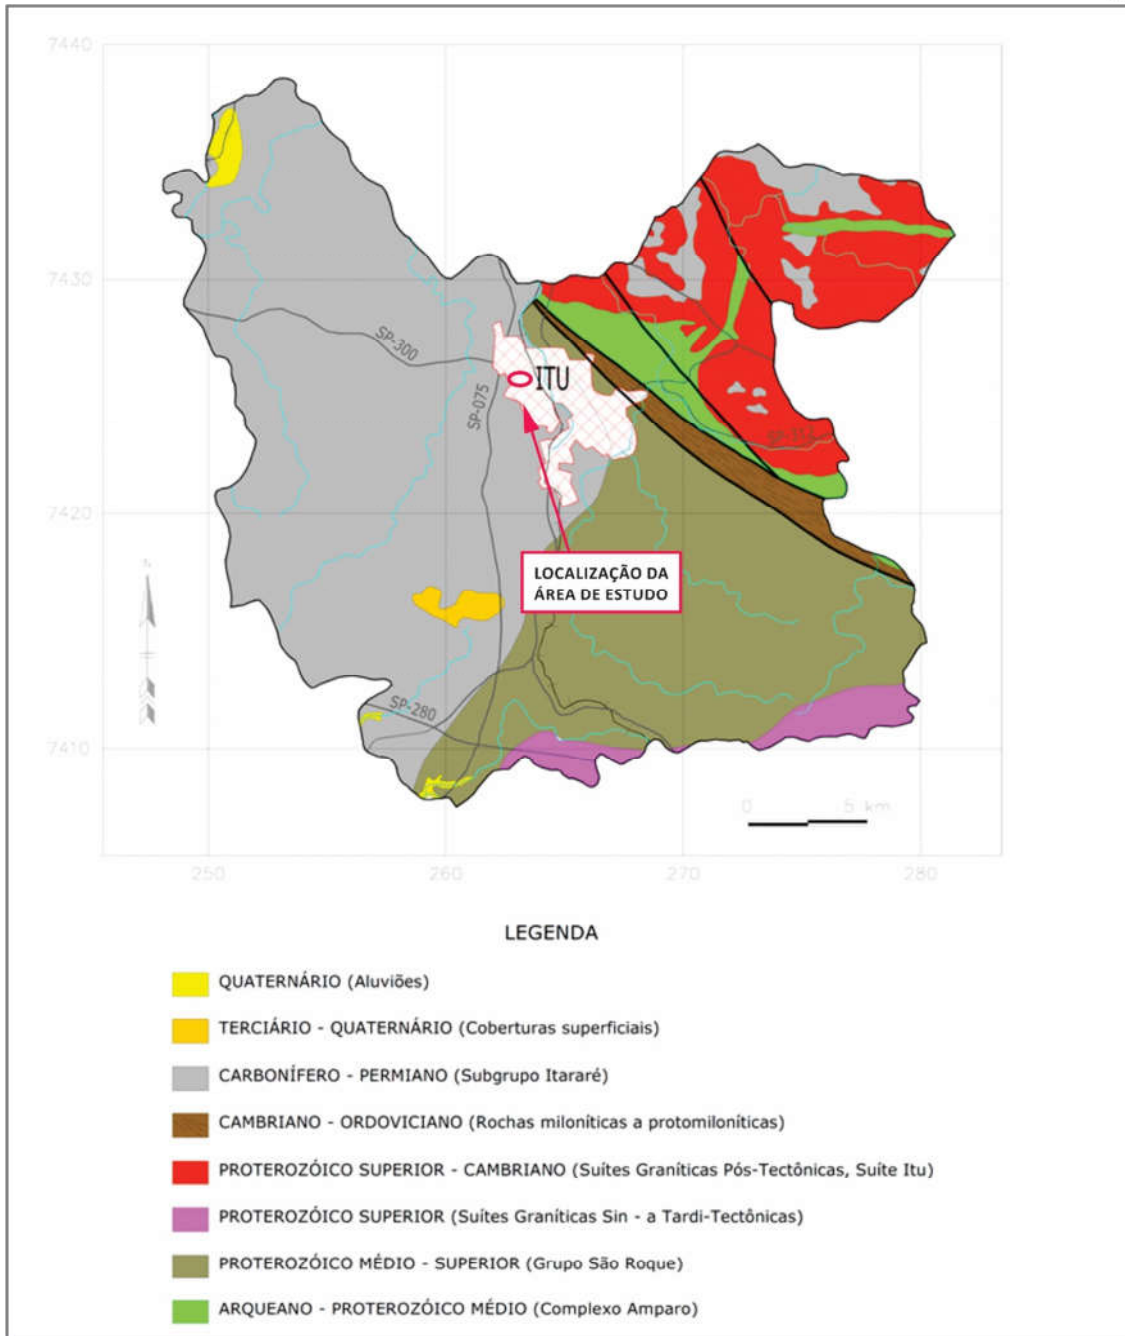 7440
7430
SP-300
SP-075
ITU
7420
LOCALIZAÇÃO DA
ÁREA DE ESTUDO
N
SP-280
7410
0 5 km
250 260 270 280
LEGENDA
QUATERNÁRIO (Aluviões)
TERCIÁRIO - QUATERNÁRIO (Coberturas superficiais)
CARBONÍFERO - PERMIANO (Subgrupo Itararé)
CAMBRIANO - ORDOVICIANO (Rochas miloníticas a protomiloníticas)
PROTEROZÓICO SUPERIOR - CAMBRIANO (Suítes Graníticas Pós-Tectônicas, Suíte Itu)
PROTEROZÓICO SUPERIOR (Suítes Graníticas Sin - a Tardi-Tectônicas)
PROTEROZÓICO MÉDIO - SUPERIOR (Grupo São Roque)
ARQUEANO - PROTEROZÓICO MÉDIO (Complexo Amparo)